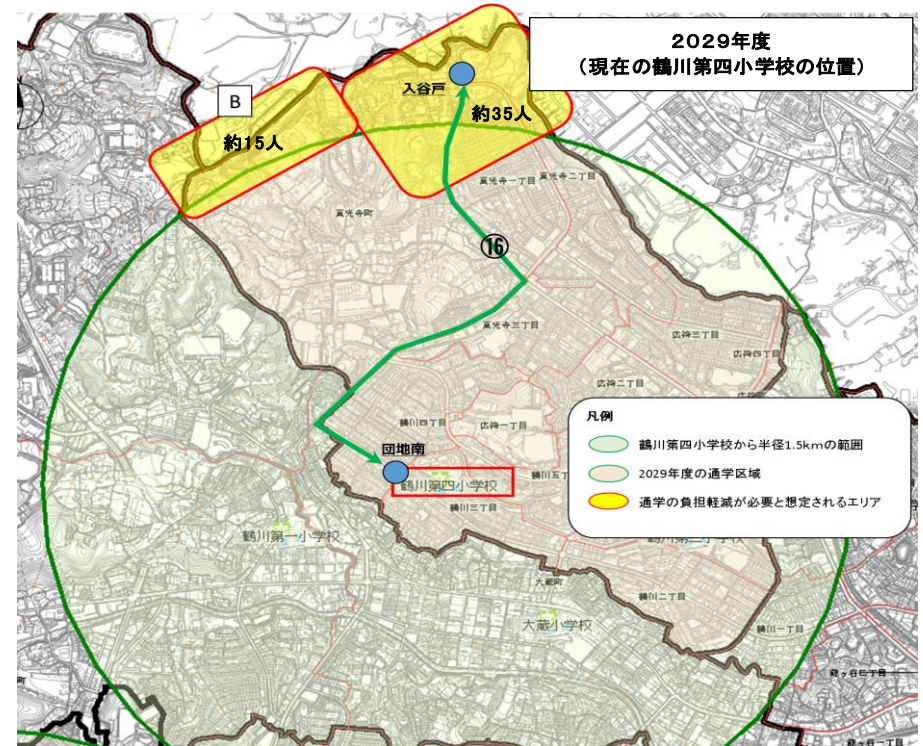 2029年度
(現在の鶴川第四小学校の位置)
入谷戸
B
約35人
約15人
真光寺一丁目
真光寺二丁目
真光寺町
⑯
真光寺三丁目
広袴三丁目
広袴四丁目
広袴町
広袴二丁目
鶴川四丁目
広袴一丁目
凡例
鶴川第四小学校から半径1.5kmの範囲
2029年度の通学区域
通学の負担軽減が必要と想定されるエリア
団地南
鶴川五丁
鶴川第四小学校
鶴川三丁目
鶴川第一小学校
大蔵町
鶴川二丁目
大蔵小学校
鶴川一丁目